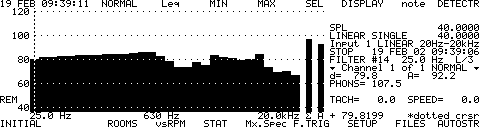 19 FEB 09:39:11 NORMAL Leq MIN MAX SEL DISPLAY note DETECTR
120
100
80
60
40
SPL 40.0000
LINEAR SINGLE 40.0000
Input 1 LINEAR 20Hz-20kHz
STOP 19 FEB 02 09:39:06
FILTER #14 25.0 Hz L/3
Channel 1 of 1 NORMAL
d= 79.8 A= 92.2
PHONS= 107.5
REM TACH= 0.0 SPEED= 0.0
25.0 Hz 630 Hz 20.0kHz Σ A + 79.8199 *dotted crsr
INITIAL ROOMS vsRPM STAT Mx.Spec F.TRIG SETUP FILES AUTOSTR